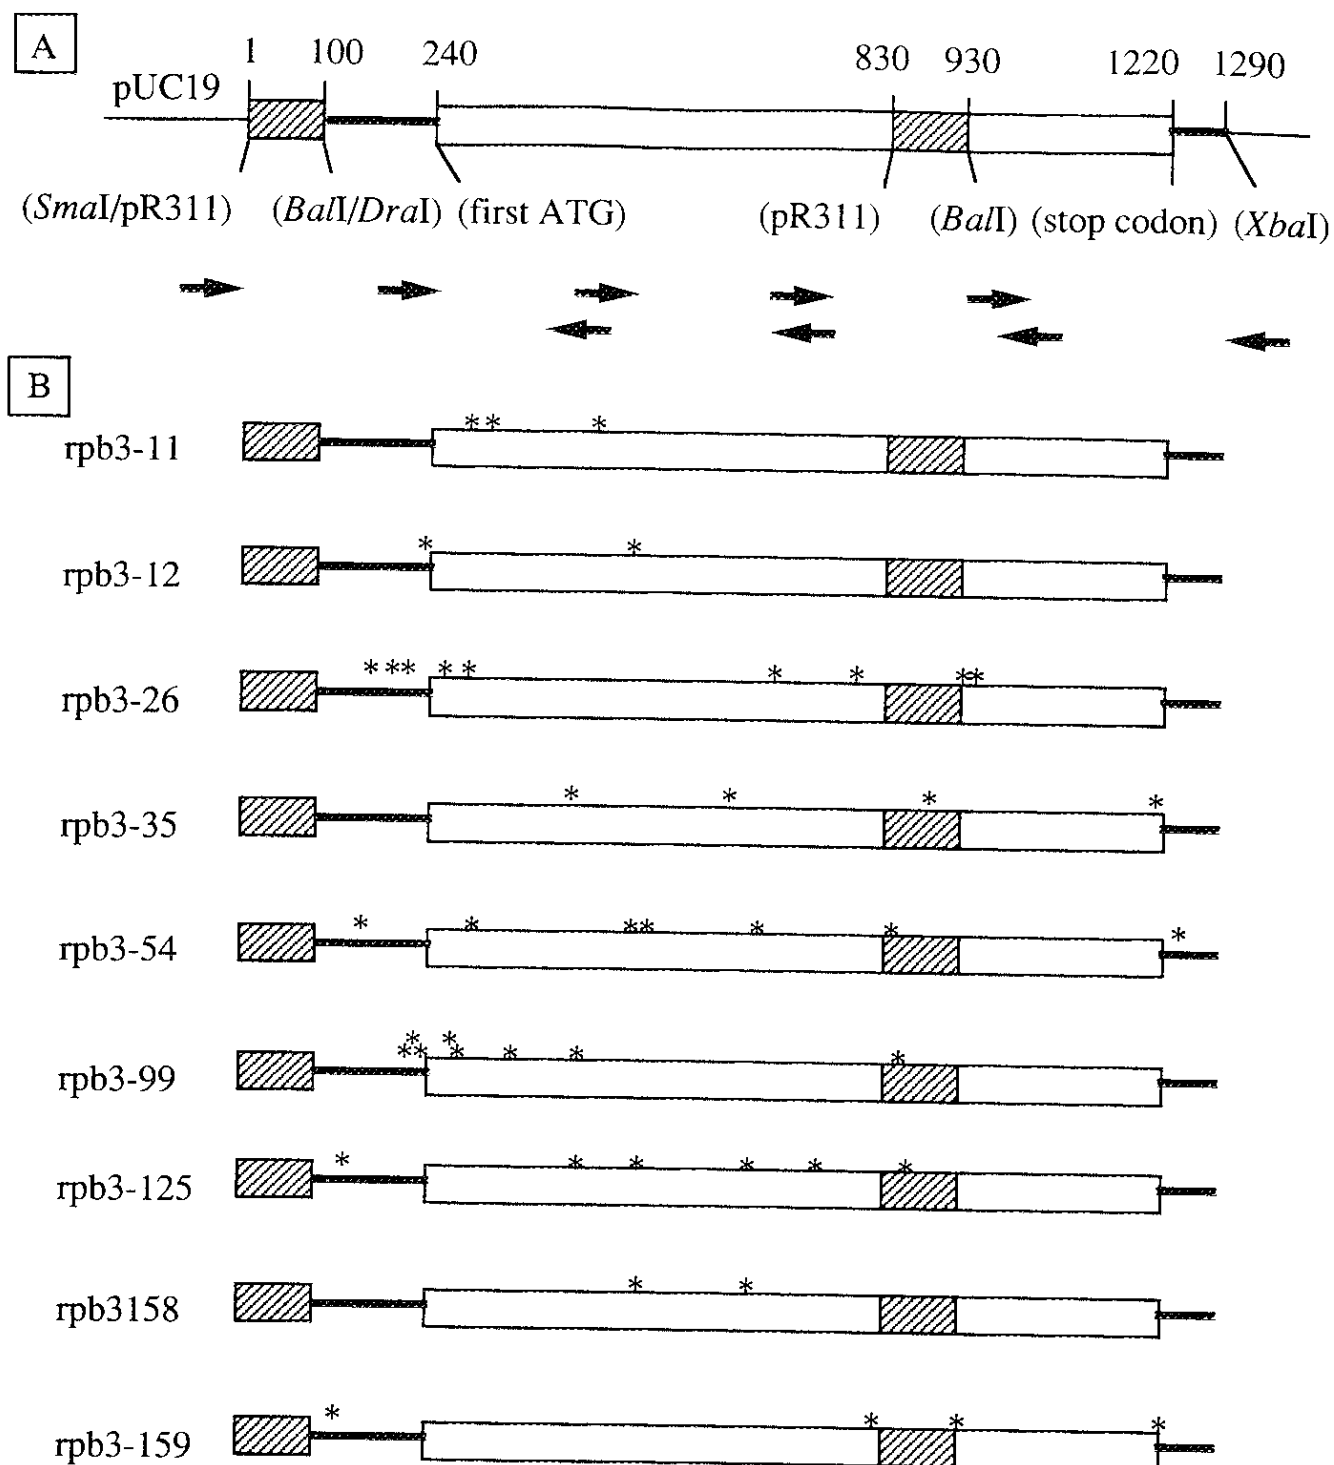 A
1 100 240 830 930 1220 1290
pUC19
(SmaI/pR311) (BalI/DraI) (first ATG) (pR311) (BalI) (stop codon) (XbaI)
B
* * *
rpb3-11
* *
rpb3-12
* ** * * * * **
rpb3-26
* * * *
rpb3-35
* * ** * * *
rpb3-54
* *
** * * * *
rpb3-99
* * * * * *
rpb3-125
* *
rpb3158
* * * *
rpb3-159